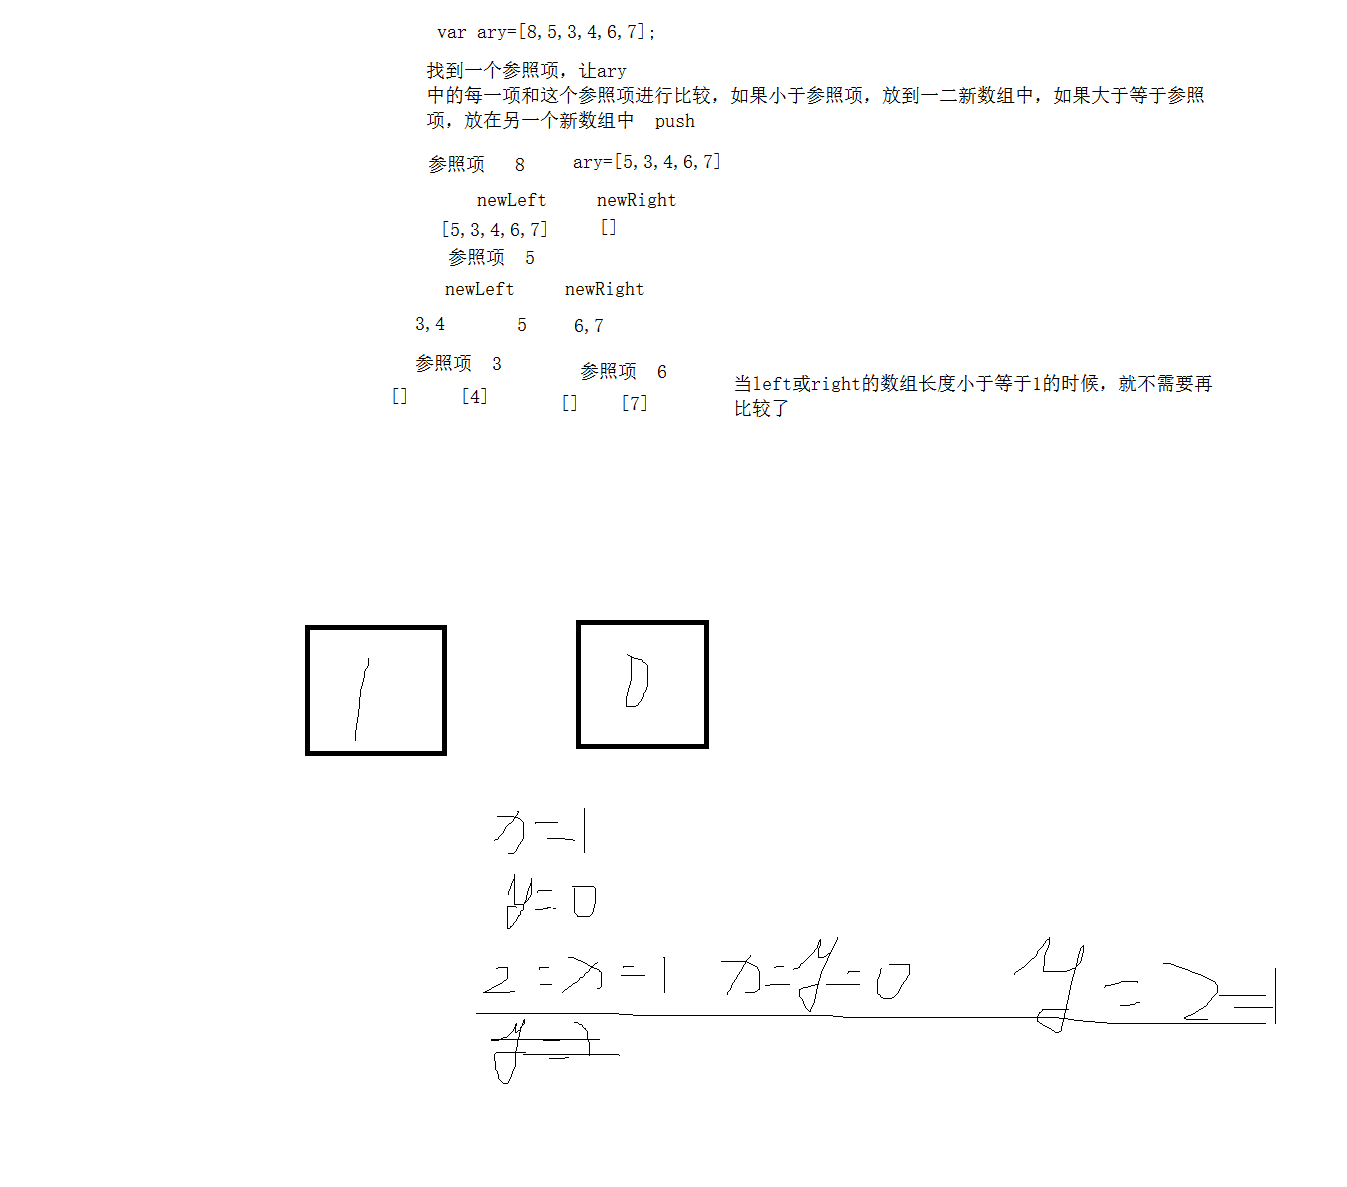 var ary=[8,5,3,4,6,7];
找到一个参照项，让ary
中的每一项和这个参照项进行比较，如果小于参照项，放到一二新数组中，如果大于等于参照
项，放在另一个新数组中 push
参照项 8 ary=[5,3,4,6,7]
newLeft newRight
[5,3,4,6,7] []
参照项 5
newLeft newRight
3,4 5 6,7
参照项 3 参照项 6
[] [4] [] [7]
当left或right的数组长度小于等于1的时候，就不需要再
比较了
1 0
x=1
y=0
z=x=1 x=y=0 y=z=1